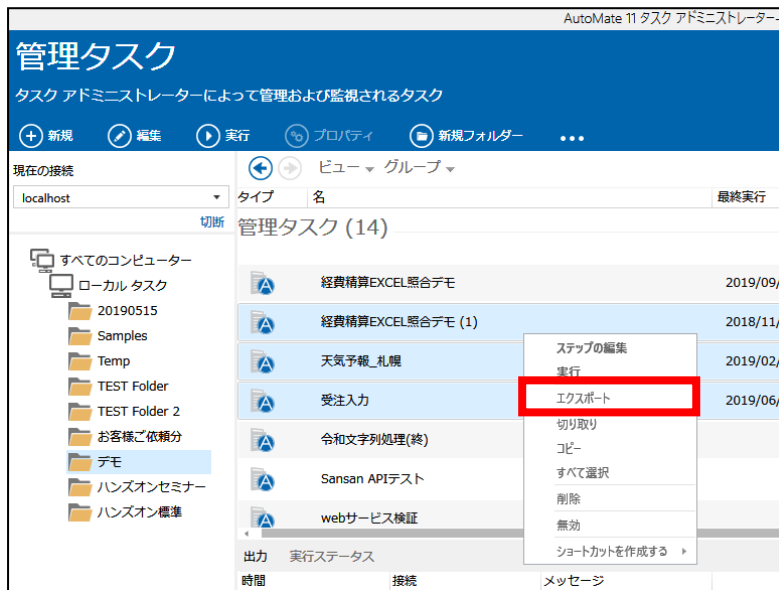 AutoMate 11 タスク アドミニストレーター-
管理タスク
タスク アドミニストレーターによって管理および監視されるタスク
新規 編集 実行 プロパティ 新規フォルダー •••
現在の接続
localhost
切断
すべてのコンピューター
ローカル タスク
20190515
Samples
Temp
TEST Folder
TEST Folder 2
お客様ご依頼分
デモ
ハンズオンセミナー
ハンズオン標準
ビュー グループ
タイプ 名 最終実行
管理タスク (14)
経費精算EXCEL照合デモ 2019/09/
経費精算EXCEL照合デモ (1) 2018/11/
天気予報_札幌 2019/02/
受注入力 2019/06/
令和文字列処理(終)
Sansan APIテスト
webサービス検証
ステップの編集
実行
エクスポート
切り取り
コピー
すべて選択
削除
無効
ショートカットを作成する
出力 実行ステータス
時間 接続 メッセージ